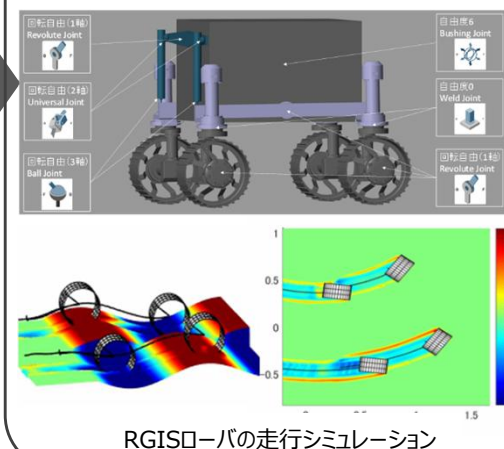 回転自由(1軸)
Revolute Joint
回転自由(2軸)
Universal Joint
回転自由(3軸)
Ball Joint
自由度6
Bushing Joint
自由度0
Weld Joint
回転自由(1軸)
Revolute Joint
1
0.5
0
-0.5
1.5
RGISローバの走行シミュレーション